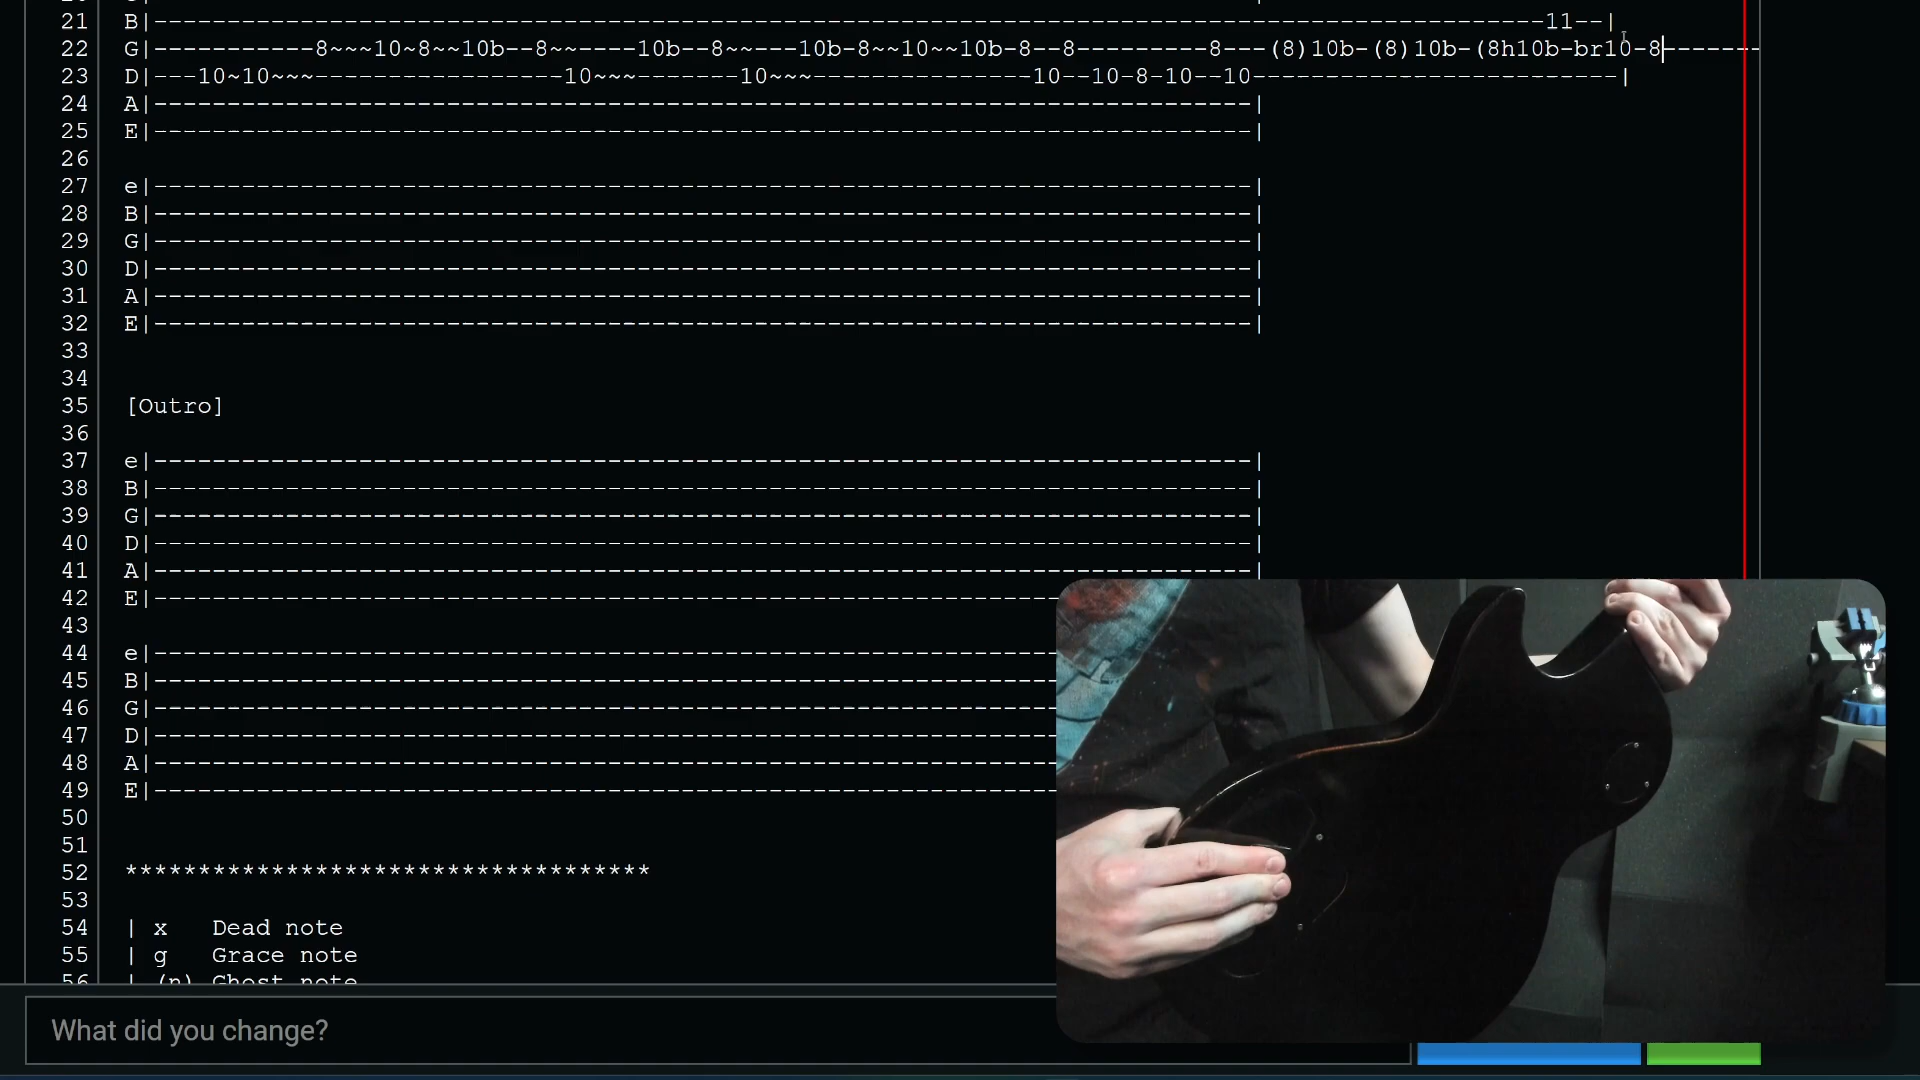 21 B|-----------------------------------------------------------------------------------------------11--|
22 G|-----------8~~~10~8~~10b--8~~----10b--8~~----10b-8~~10~~10b-8--8---------8---(8)10b-(8)10b-(8h10b-br10-8-------
23 D|---10~10~~~-----------------10~~~-------10~~~---------------10--10-8-10--10-------------------------|
24 A|---------------------------------------------------------------------------|
25 E|---------------------------------------------------------------------------|
26
27 e|---------------------------------------------------------------------------|
28 B|---------------------------------------------------------------------------|
29 G|---------------------------------------------------------------------------|
30 D|---------------------------------------------------------------------------|
31 A|---------------------------------------------------------------------------|
32 E|---------------------------------------------------------------------------|
33
34
35 [Outro]
36
37 e|---------------------------------------------------------------------------|
38 B|---------------------------------------------------------------------------|
39 G|---------------------------------------------------------------------------|
40 D|---------------------------------------------------------------------------|
41 A|---------------------------------------------------------------------------|
42 E|--------------------------------------------------------------
43
44 e|--------------------------------------------------------------
45 B|--------------------------------------------------------------
46 G|--------------------------------------------------------------
47 D|--------------------------------------------------------------
48 A|--------------------------------------------------------------
49 E|--------------------------------------------------------------
50
51
52 ************************************
53
54 | x Dead note
55 | g Grace note
56 | (n) Ghost note
What did you change?